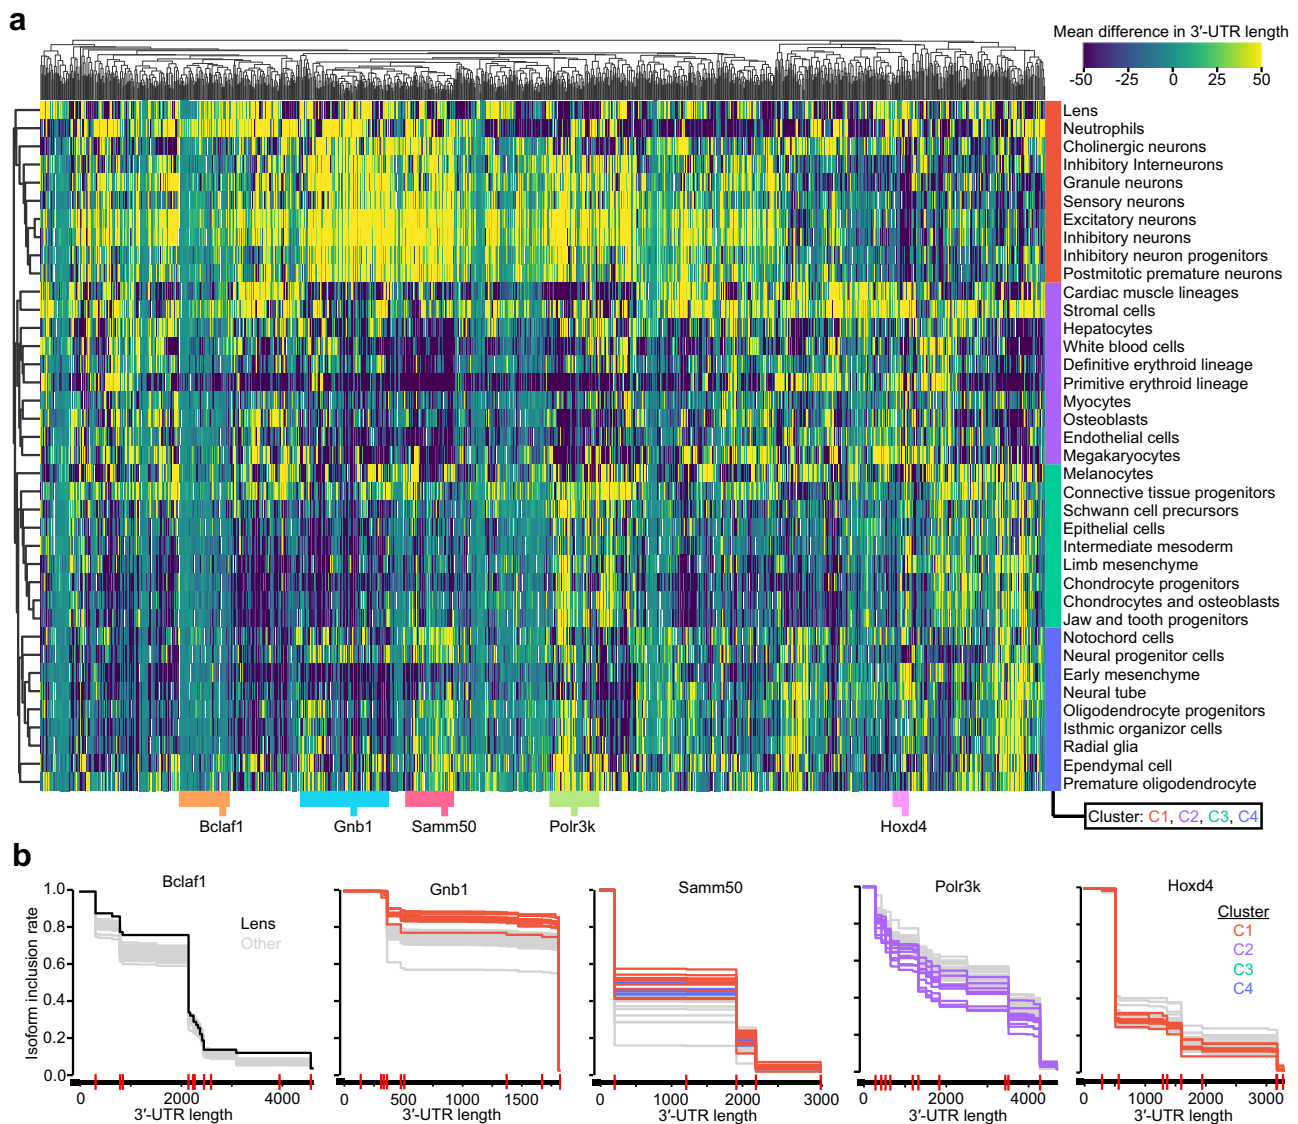 a
Mean difference in 3′-UTR length
-50 -25 0 25 50
Lens
Neutrophils
Cholinergic neurons
Inhibitory Interneurons
Granule neurons
Sensory neurons
Excitatory neurons
Inhibitory neurons
Inhibitory neuron progenitors
Postmitotic premature neurons
Cardiac muscle lineages
Stromal cells
Hepatocytes
White blood cells
Definitive erythroid lineage
Primitive erythroid lineage
Myocytes
Osteoblasts
Endothelial cells
Megakaryocytes
Melanocytes
Connective tissue progenitors
Schwann cell precursors
Epithelial cells
Intermediate mesoderm
Limb mesenchyme
Chondrocyte progenitors
Chondrocytes and osteoblasts
Jaw and tooth progenitors
Notochord cells
Neural progenitor cells
Early mesenchyme
Neural tube
Oligodendrocyte progenitors
Isthmic organizor cells
Radial glia
Ependymal cell
Premature oligodendrocyte
Bclaf1 Gnb1 Samm50 Polr3k Hoxd4
Cluster: C1, C2, C3, C4
b
Bclaf1
Isoform inclusion rate
1.0
0.8
0.6
0.4
0.2
0.0
Lens
Other
0 2000 4000
3′-UTR length
Gnb1
0 500 1000 1500
3′-UTR length
Samm50
0 1000 2000 3000
3′-UTR length
Polr3k
0 2000 4000
3′-UTR length
Hoxd4
Cluster
C1
C2
C3
C4
0 1000 2000 3000
3′-UTR length